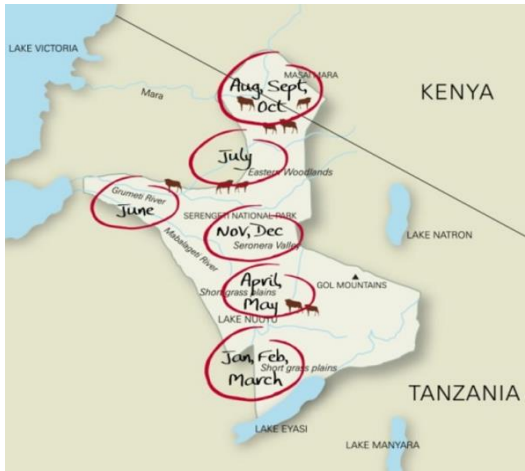 LAKE VICTORIA
MASAI MARA
Aug, Sept,
Oct
Mara
KENYA
July
Eastern Woodlands
Grumeti River
June
SERENGETI NATIONAL PARK
Nov, Dec
Seronera Valley
LAKE NATRON
Mabalageti River
April,
May
Short grass plains
GOL MOUNTAINS
LAKE NDUTU
Jan, Feb,
March
Short grass plains
TANZANIA
LAKE EYASI
LAKE MANYARA